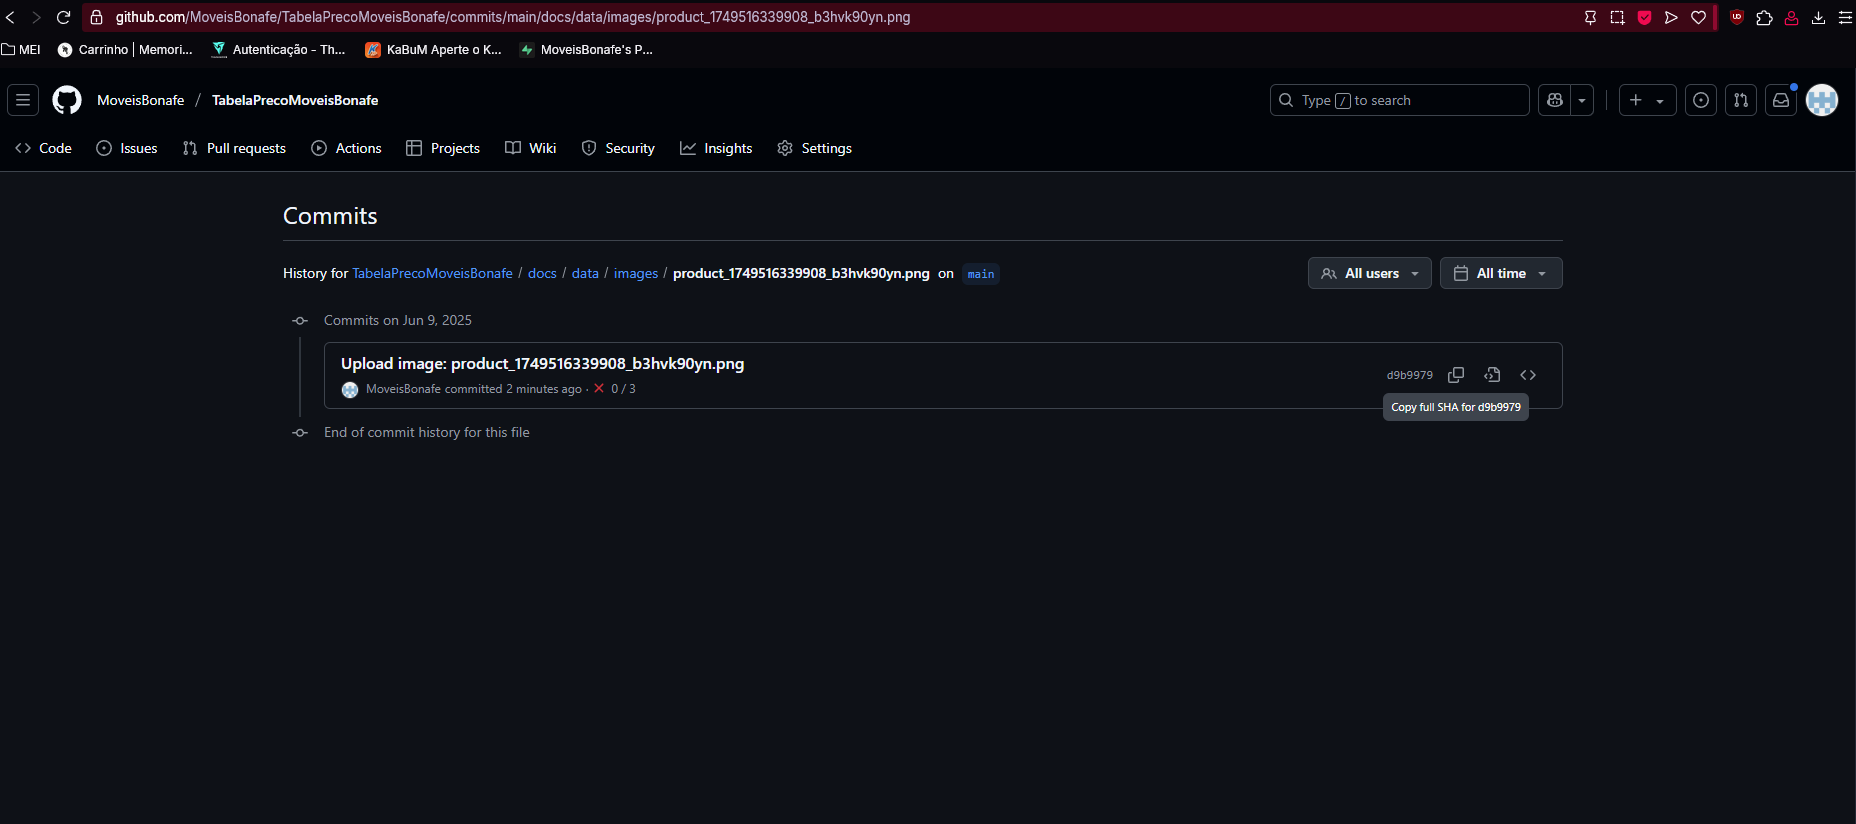 github.com/MoveisBonafe/TabelaPrecoMoveisBonafe/commits/main/docs/data/images/product_1749516339908_b3hvk90yn.png
MEI Carrinho | Memori... Autenticação - Th... KaBuM Aperte o K... MoveisBonafe's P...
MoveisBonafe / TabelaPrecoMoveisBonafe Type / to search
Code Issues Pull requests Actions Projects Wiki Security Insights Settings
Commits
History for TabelaPrecoMoveisBonafe / docs / data / images / product_1749516339908_b3hvk90yn.png on main All users All time
Commits on Jun 9, 2025
Upload image: product_1749516339908_b3hvk90yn.png
MoveisBonafe committed 2 minutes ago · 0 / 3
d9b9979
Copy full SHA for d9b9979
End of commit history for this file